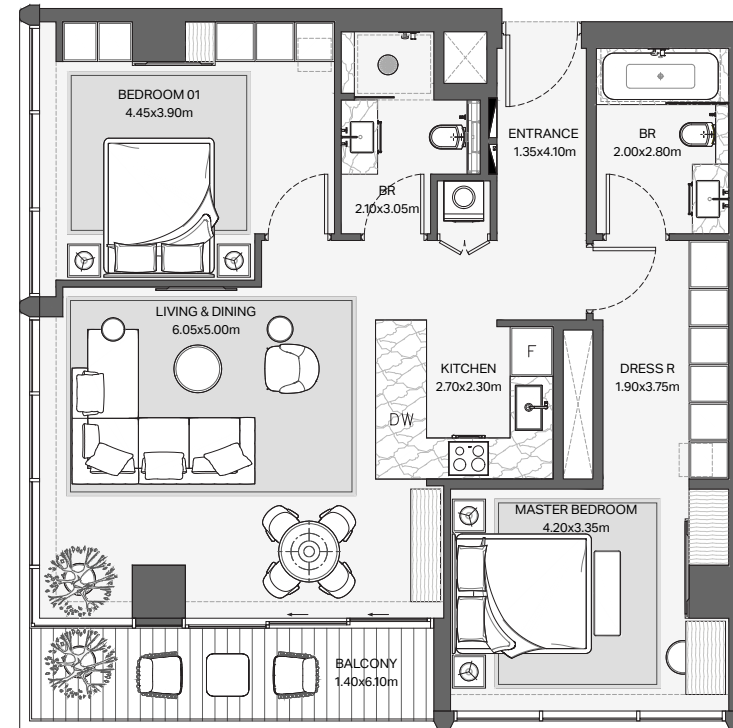 BEDROOM 01
4.45x3.90m
ENTRANCE
1.35x4.10m
BR
2.00x2.80m
BR
2.10x3.05m
LIVING & DINING
6.05x5.00m
F
KITCHEN
2.70x2.30m
DRESS R
1.90x3.75m
DW
MASTER BEDROOM
4.20x3.35m
BALCONY
1.40x6.10m